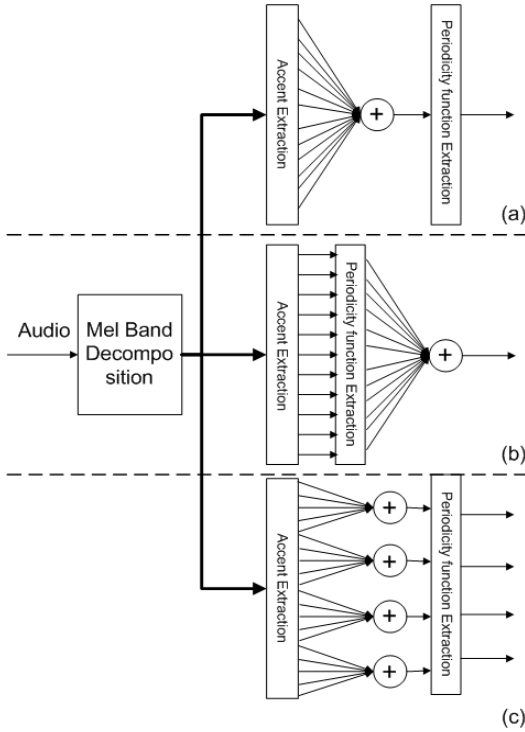 Accent Extraction
+
Periodicity function Extraction
(a)
Audio
Mel Band
Decompo
sition
Accent Extraction
Periodicity function Extraction
+
(b)
Accent Extraction
+
+
+
+
Periodicity function Extraction
(c)